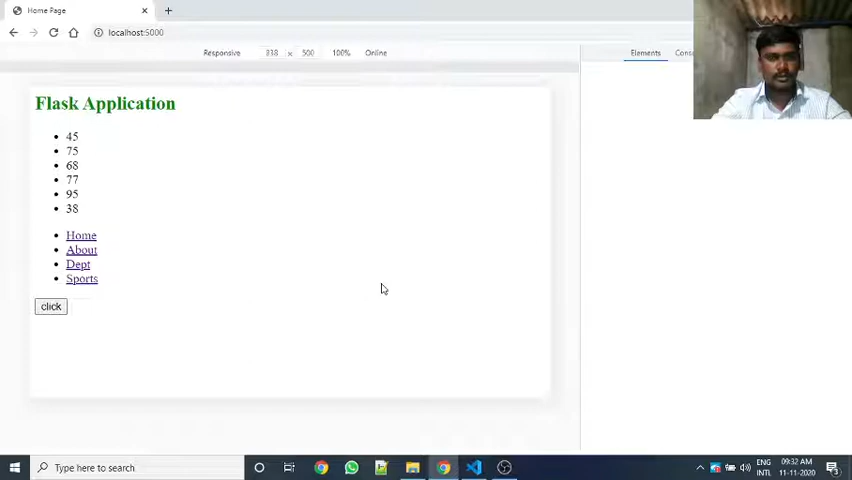 Home Page
localhost:5000
Responsive 838 × 500 100% Online
Elements
Flask Application
45
75
68
77
95
38
Home
About
Dept
Sports
click
Type here to search
ENG
INTL
09:32 AM
11-11-2020